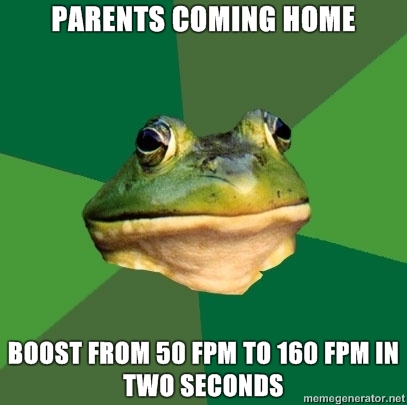 PARENTS COMING HOME
BOOST FROM 50 FPM TO 160 FPM IN
TWO SECONDS
memegenerator.net